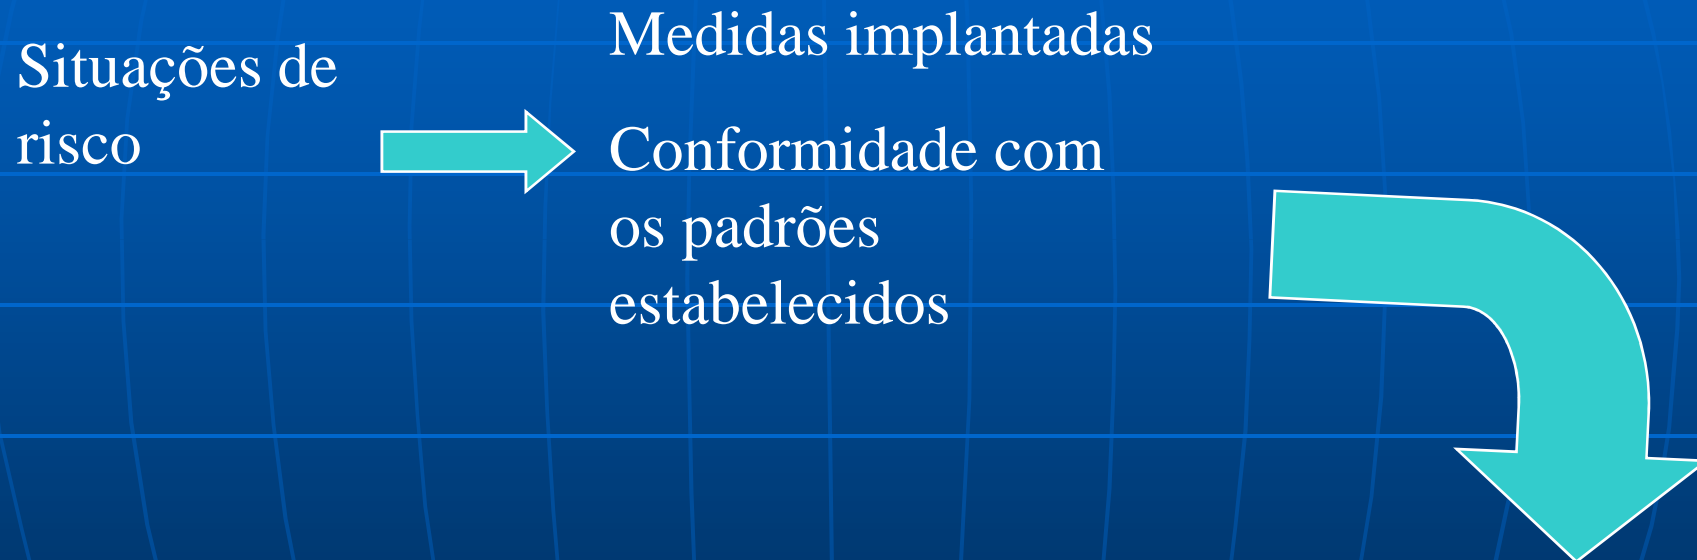 Situações de
risco
Medidas implantadas
Conformidade com
os padrões
estabelecidos